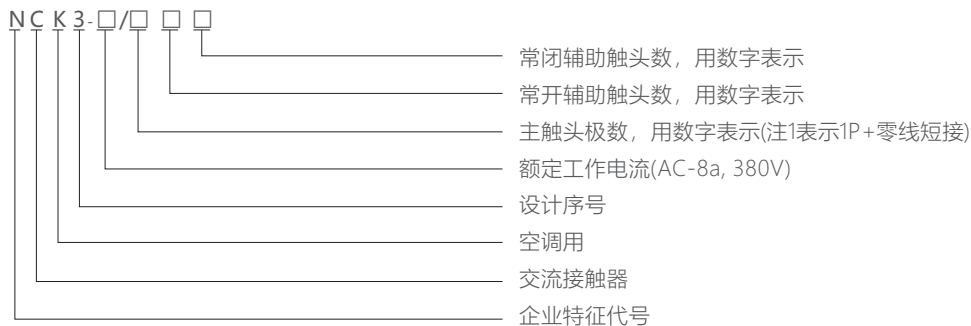 NCK3-□/□ □ □
常闭辅助触头数，用数字表示
常开辅助触头数，用数字表示
主触头极数，用数字表示(注1表示1P+零线短接)
额定工作电流(AC-8a, 380V)
设计序号
空调用
交流接触器
企业特征代号